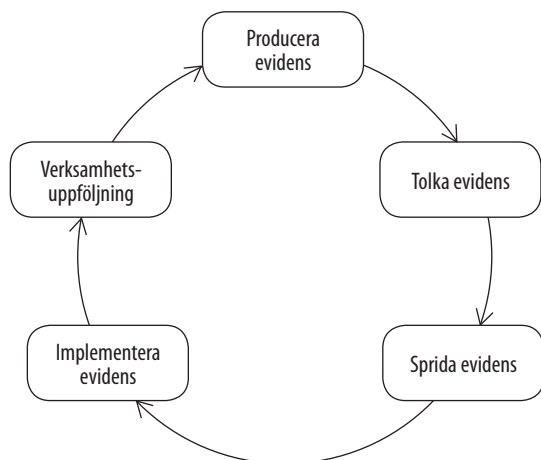 Producera
evidens
Tolka evidens
Sprida evidens
Implementera
evidens
Verksamhets-
uppföljning